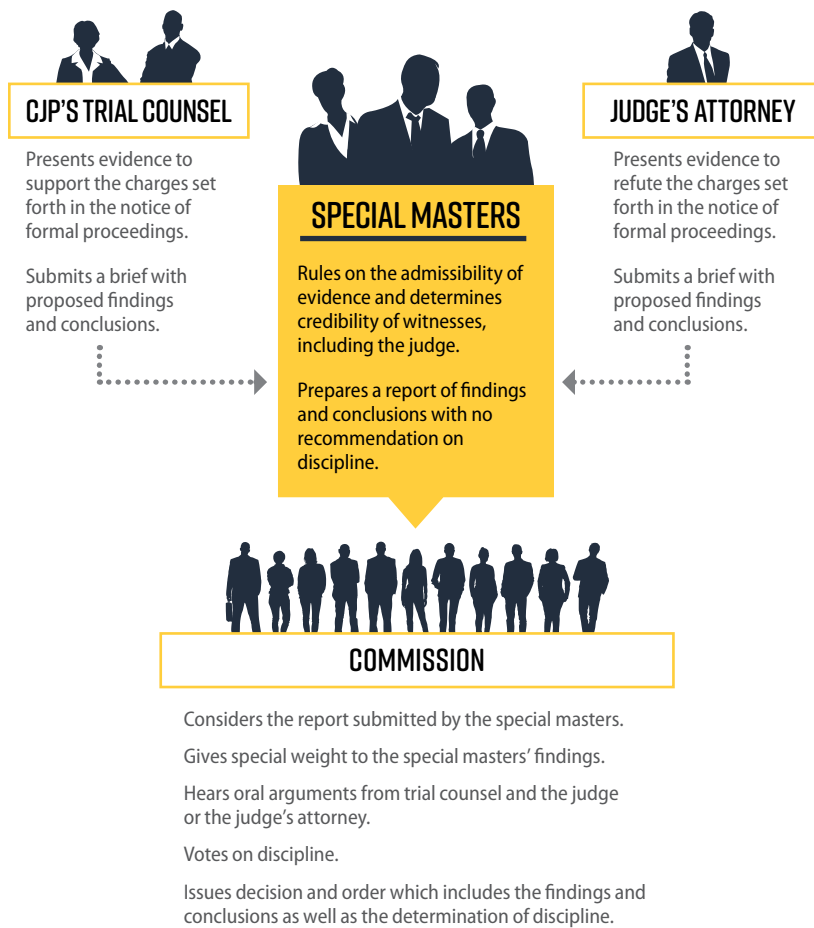 CJP'S TRIAL COUNSEL
Presents evidence to
support the charges set
forth in the notice of
formal proceedings.
Submits a brief with
proposed findings
and conclusions.
SPECIAL MASTERS
Rules on the admissibility of
evidence and determines
credibility of witnesses,
including the judge.
Prepares a report of findings
and conclusions with no
recommendation on
discipline.
JUDGE'S ATTORNEY
Presents evidence to
refute the charges set
forth in the notice of
formal proceedings.
Submits a brief with
proposed findings
and conclusions.
COMMISSION
Considers the report submitted by the special masters.
Gives special weight to the special masters' findings.
Hears oral arguments from trial counsel and the judge
or the judge's attorney.
Votes on discipline.
Issues decision and order which includes the findings and
conclusions as well as the determination of discipline.